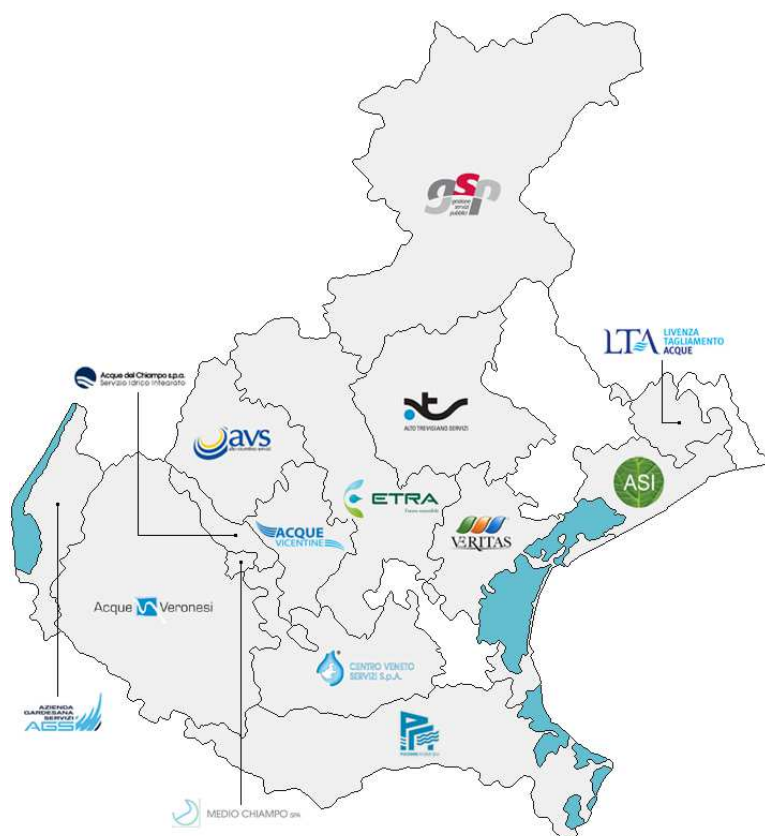 gsp
gestione
servizi
pubblici
LTA
LIVENZA
TAGLIAMENTO
ACQUE
Acque del Chiampo s.p.a.
Servizio Idrico Integrato
ats
ALTO TREVIGIANO SERVIZI
avs
alto vicentino servizi
ASI
ETRA
ACQUE
VICENTINE
VERITAS
Acque Veronesi
CENTRO VENETO
SERVIZI S.p.A.
AZIENDA
GARDESANA
SERVIZI
AGS
MEDIO CHIAMPO SPA